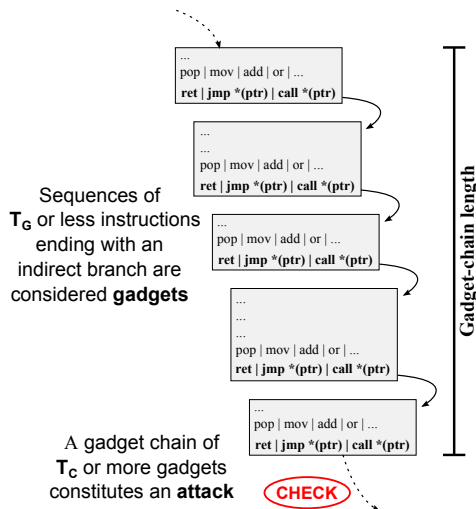 ...
pop | mov | add | or | ...
ret | jmp *(ptr) | call *(ptr)
...
...
pop | mov | add | or | ...
ret | jmp *(ptr) | call *(ptr)
Sequences of
T_G or less instructions
ending with an
indirect branch are
considered gadgets
...
pop | mov | add | or | ...
ret | jmp *(ptr) | call *(ptr)
...
...
...
pop | mov | add | or | ...
ret | jmp *(ptr) | call *(ptr)
...
pop | mov | add | or | ...
ret | jmp *(ptr) | call *(ptr)
A gadget chain of
T_C or more gadgets
constitutes an attack
CHECK
Gadget-chain length